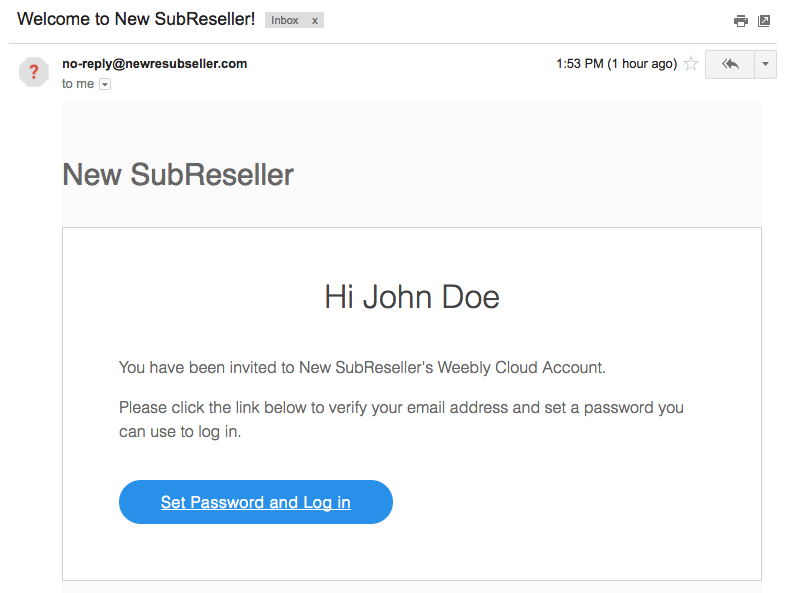 Welcome to New SubReseller! Inbox x
?
no-reply@newresubseller.com 1:53 PM (1 hour ago)
to me
New SubReseller
Hi John Doe
You have been invited to New SubReseller's Weebly Cloud Account.
Please click the link below to verify your email address and set a password you
can use to log in.
Set Password and Log in